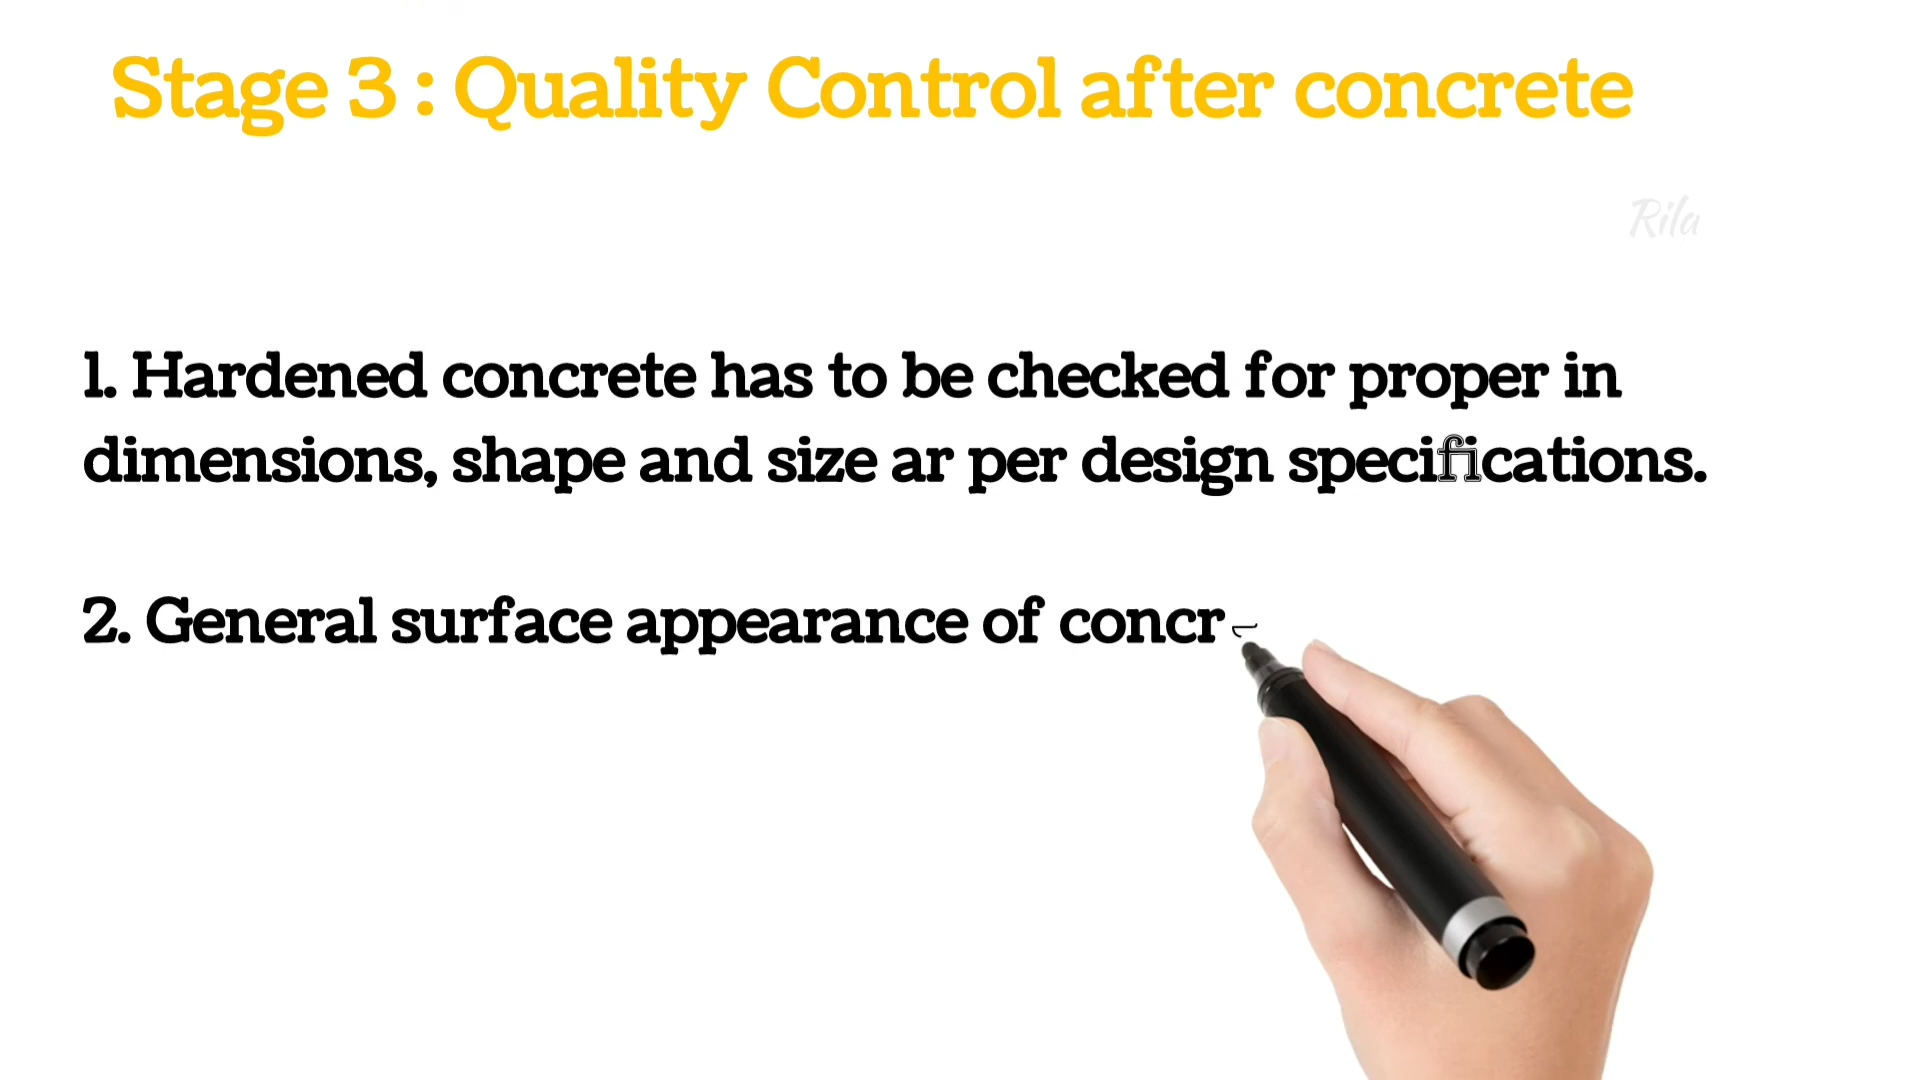 Stage 3 : Quality Control after concrete
Rila
1. Hardened concrete has to be checked for proper in
dimensions, shape and size ar per design specifications.
2. General surface appearance of concr